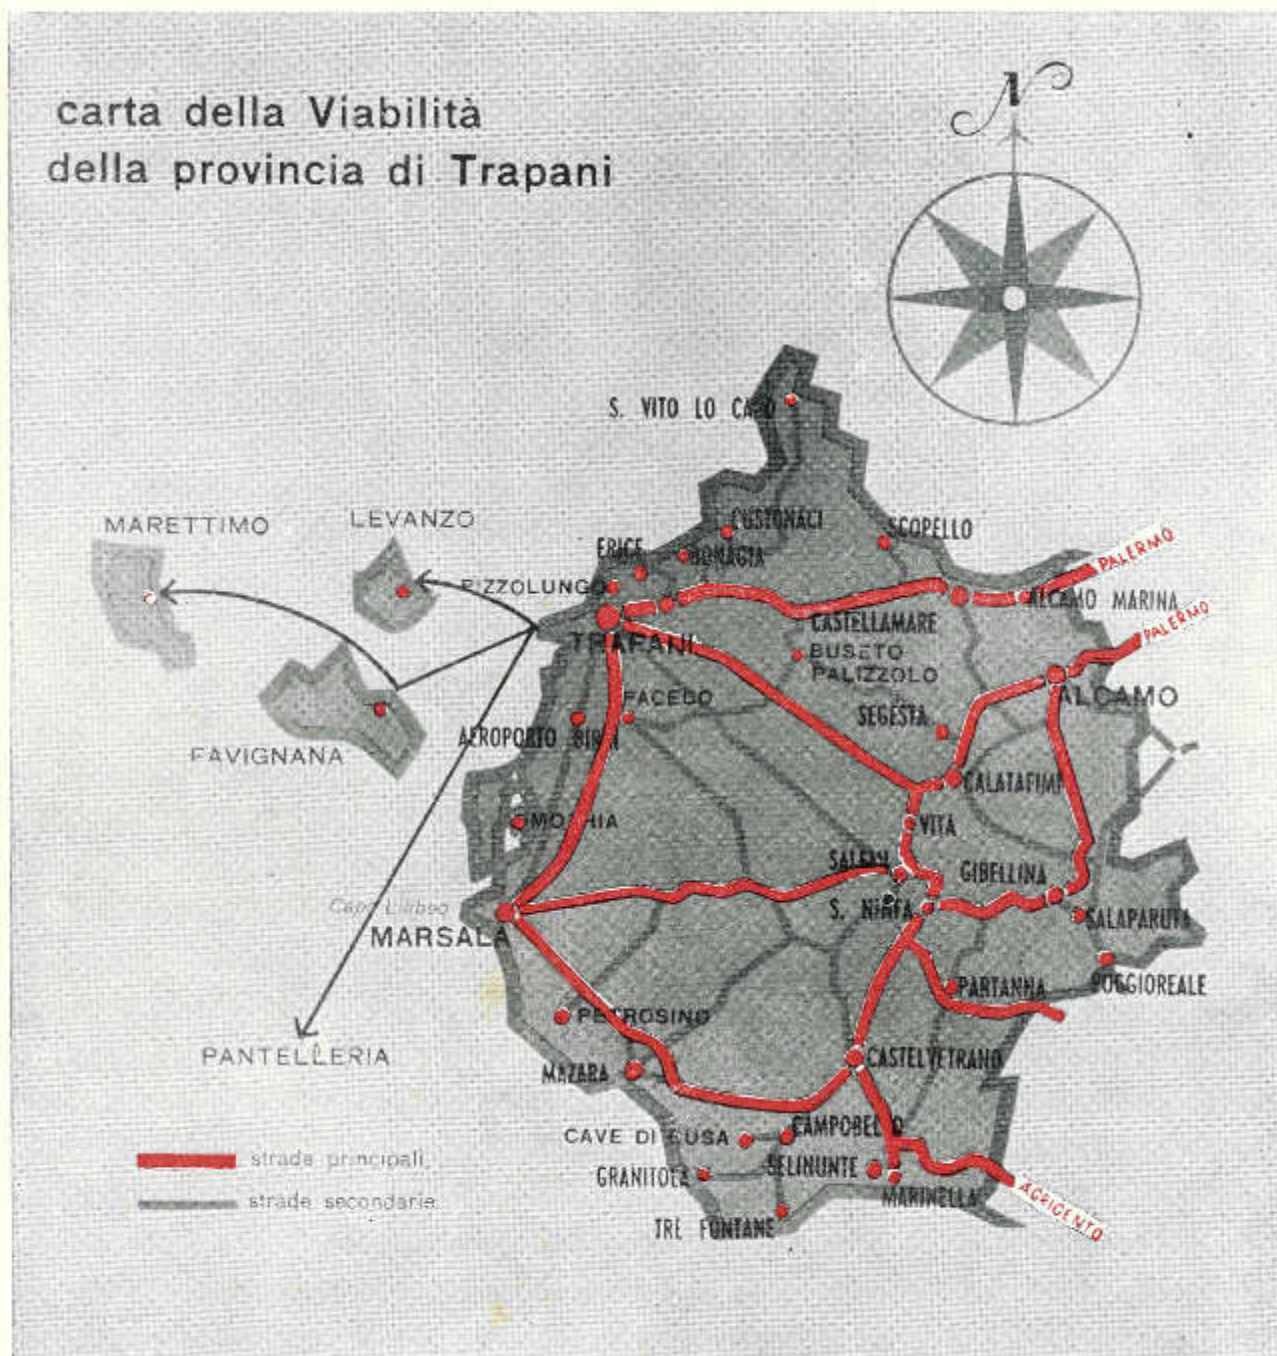 carta della Viabilità
della provincia di Trapani
N
S. VITO LO CAPO
CUSTONACI
SCOPELLO
MARETTIMO
LEVANZO
ERICE
BONAGIA
PALERMO
PIZZOLUNGO
ALCAMO MARINA
CASTELLAMARE
PALERMO
TRAPANI
BUSETO
PALIZZOLO
ALCAMO
PACECO
SEGESTA
AEROPORTO BIRGI
FAVIGNANA
CALATAFIMI
MOTHIA
VITA
SALEMI
GIBELLINA
Capo Lilibeo
S. NINFA
SALAPARUTA
MARSALA
PARTANNA
POGGIOREALE
PETROSINO
PANTELLERIA
CASTELVETRANO
MAZARA
CAMPOBELLO
CAVE DI CUSA
strade principali
SELINUNTE
GRANITOLA
MARINELLA
strade secondarie
AGRIGENTO
TRE FONTANE